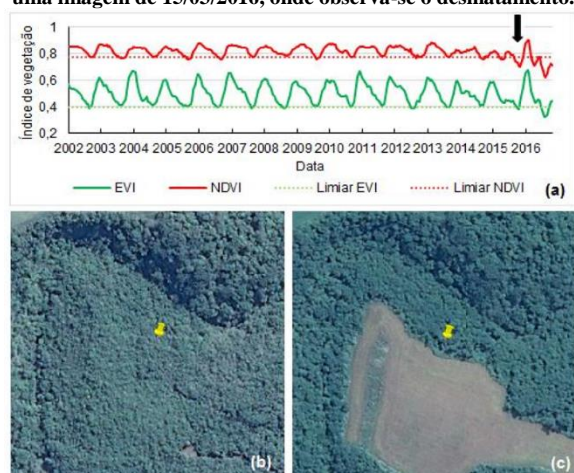 uma imagem de 15/05/2016, onde observa-se o desmatamento.
Índice de vegetação
1
0,8
0,6
0,4
0,2
2002 2003 2004 2005 2006 2007 2008 2009 2010 2011 2012 2013 2014 2015 2016
Data
EVI NDVI Limiar EVI Limiar NDVI (a)
(b) (c)